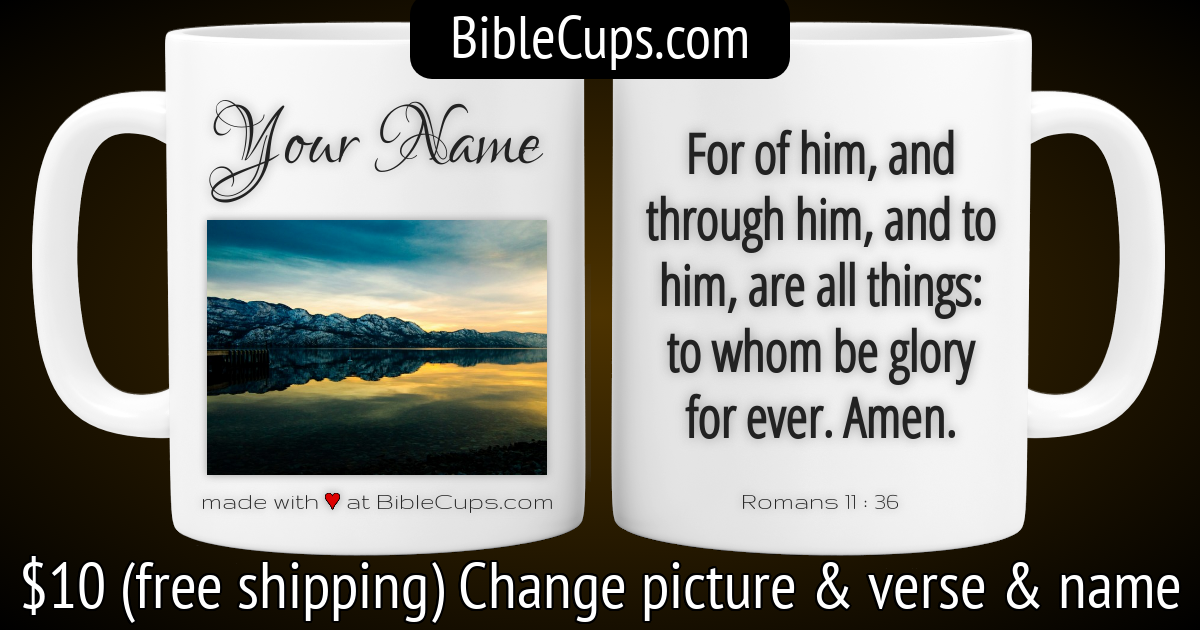 BibleCups.com
Your Name
made with ♥ at BibleCups.com
For of him, and
through him, and to
him, are all things:
to whom be glory
for ever. Amen.
Romans 11 : 36
$10 (free shipping) Change picture & verse & name